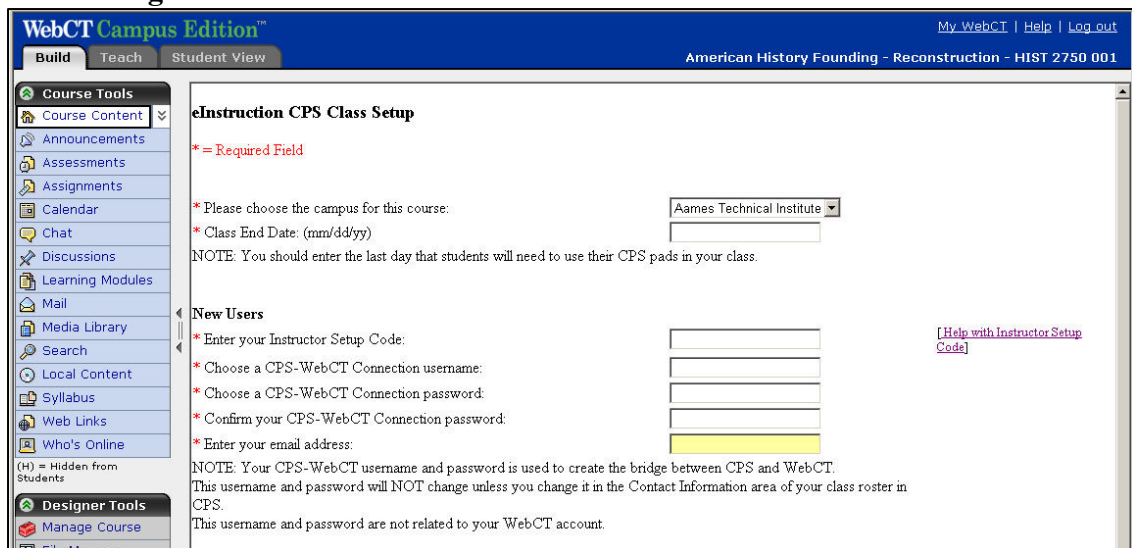 WebCT Campus Edition™
My WebCT | Help | Log out
Build Teach Student View
American History Founding - Reconstruction - HIST 2750 001
Course Tools
Course Content
Announcements
Assessments
Assignments
Calendar
Chat
Discussions
Learning Modules
Mail
Media Library
Search
Local Content
Syllabus
Web Links
Who's Online
(H) = Hidden from
Students
Designer Tools
Manage Course
eInstruction CPS Class Setup
* = Required Field
* Please choose the campus for this course: Aames Technical Institute
* Class End Date: (mm/dd/yy)
NOTE: You should enter the last day that students will need to use their CPS pads in your class.
New Users
* Enter your Instructor Setup Code:
[ Help with Instructor Setup
Code]
* Choose a CPS-WebCT Connection username:
* Choose a CPS-WebCT Connection password:
* Confirm your CPS-WebCT Connection password:
* Enter your email address:
NOTE: Your CPS-WebCT username and password is used to create the bridge between CPS and WebCT.
This username and password will NOT change unless you change it in the Contact Information area of your class roster in
CPS.
This username and password are not related to your WebCT account.